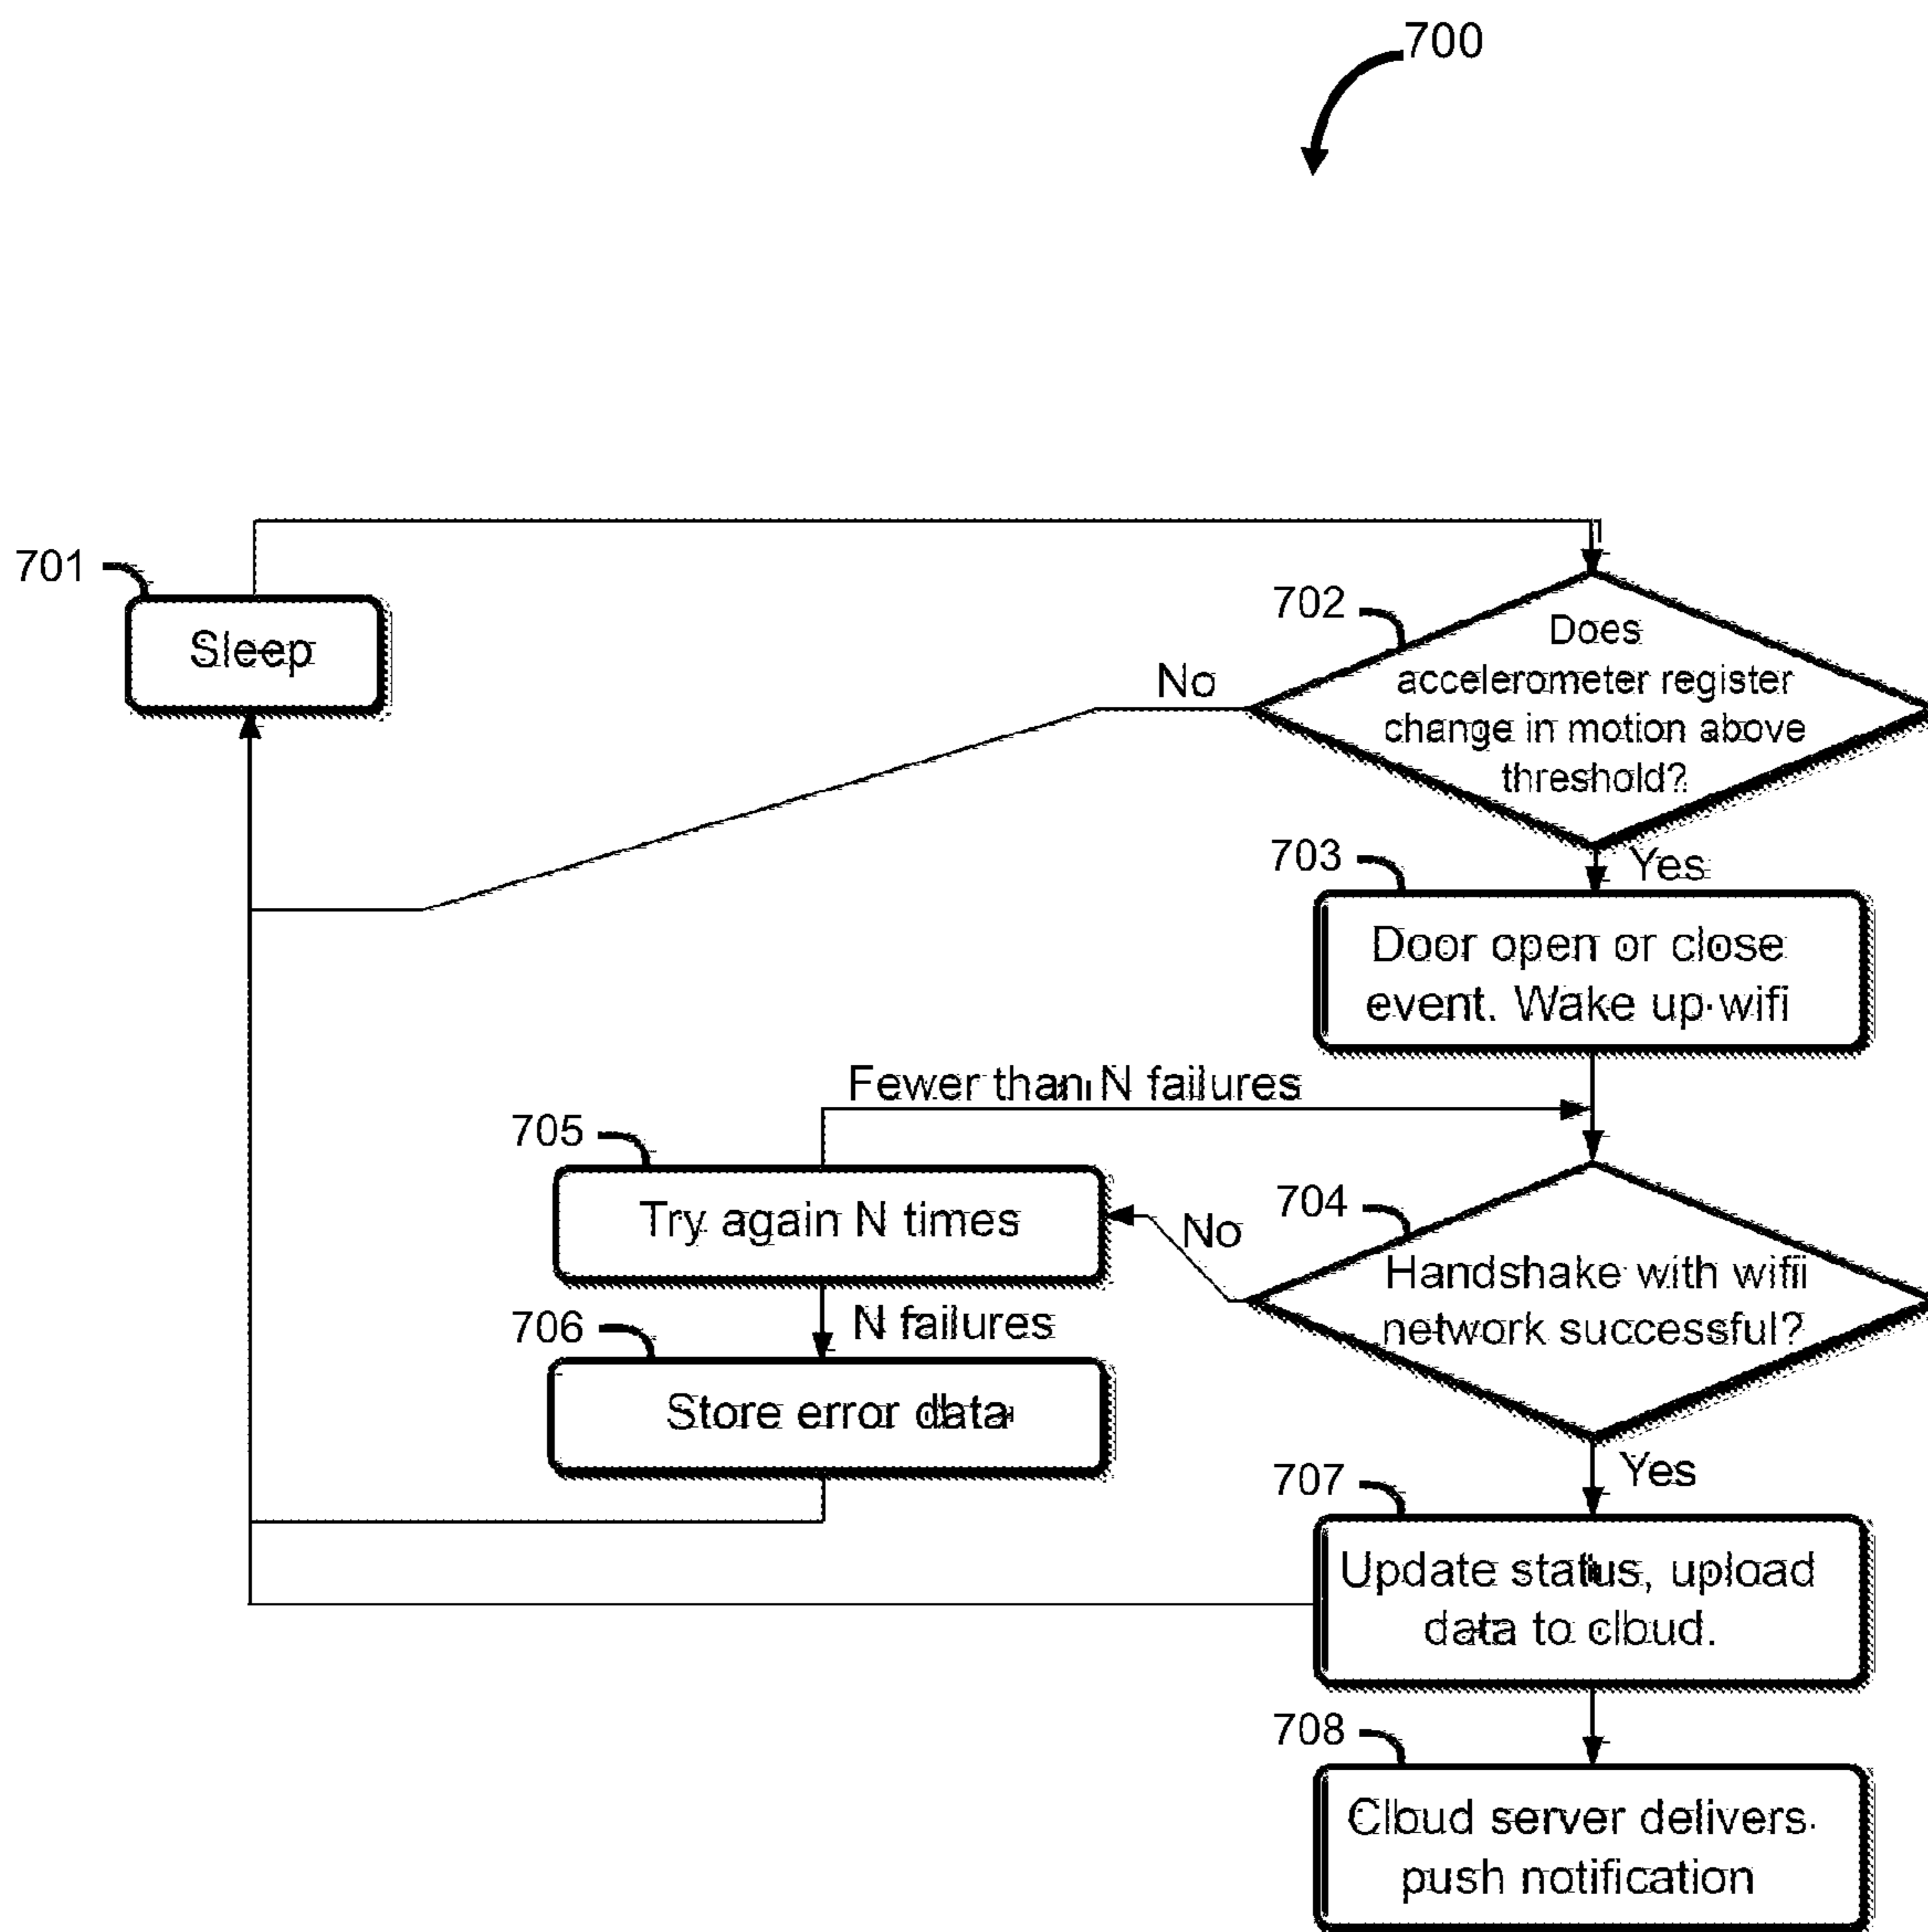 700
701
Sleep
702
Does
accelerometer register
change in motion above
threshold?
No
Yes
703
Door open or close
event. Wake up wifi
Fewer than N failures
705
Try again N times
704
No
Handshake with wifi
network successful?
706
N failures
Store error data
Yes
707
Update status, upload
data to cloud.
708
Cloud server delivers
push notification